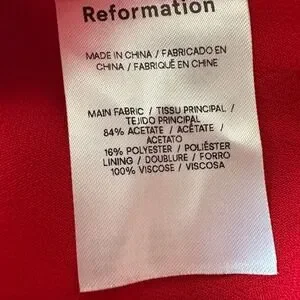 Reformation
MADE IN CHINA / FABRICADO EN
CHINA / FABRIQUÉ EN CHINE
MAIN FABRIC / TISSU PRINCIPAL /
TEJIDO PRINCIPAL
84% ACETATE / ACÉTATE /
ACETATO
16% POLYESTER / POLIÉSTER
LINING / DOUBLURE / FORRO
100% VISCOSE / VISCOSA